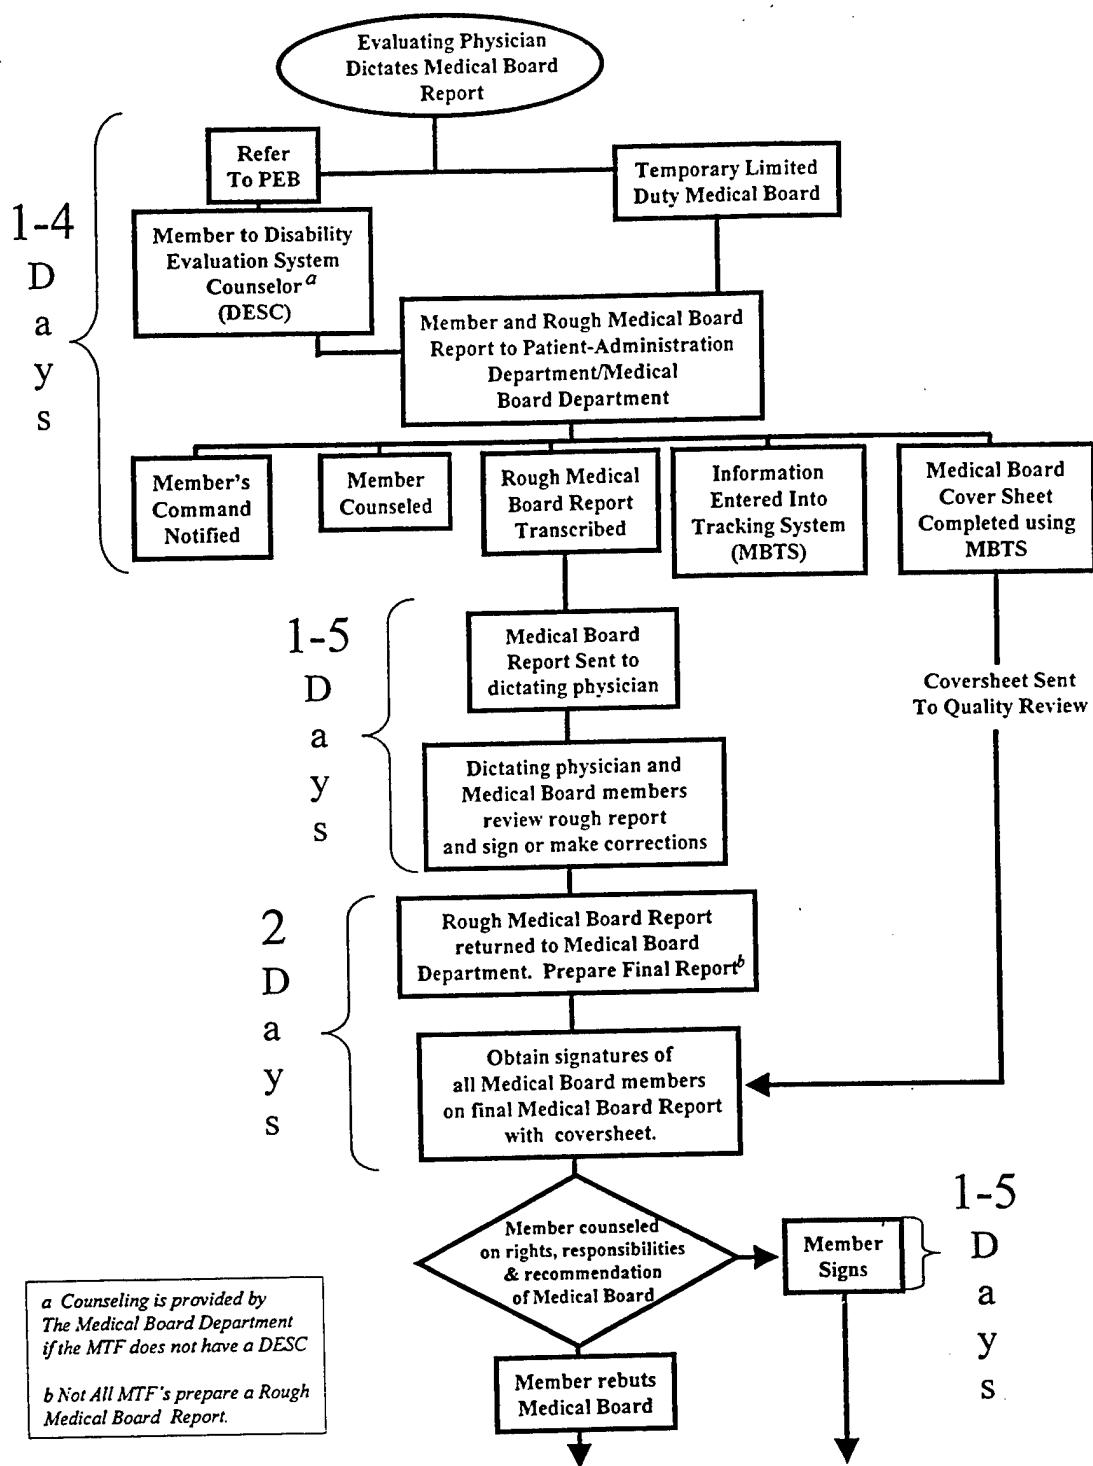 Evaluating Physician
Dictates Medical Board
Report
Refer
To PEB
Temporary Limited
Duty Medical Board
1-4
D
a
y
s
Member to Disability
Evaluation System
Counselor a
(DESC)
Member and Rough Medical Board
Report to Patient-Administration
Department/Medical
Board Department
Member's
Command
Notified
Member
Counseled
Rough Medical
Board Report
Transcribed
Information
Entered Into
Tracking System
(MBTS)
Medical Board
Cover Sheet
Completed using
MBTS
1-5
D
a
y
s
Medical Board
Report Sent to
dictating physician
Coversheet Sent
To Quality Review
Dictating physician and
Medical Board members
review rough report
and sign or make corrections
2
D
a
y
s
Rough Medical Board Report
returned to Medical Board
Department. Prepare Final Report b
Obtain signatures of
all Medical Board members
on final Medical Board Report
with coversheet.
Member counseled
on rights, responsibilities
& recommendation
of Medical Board
Member
Signs
1-5
D
a
y
s
Member rebuts
Medical Board
a Counseling is provided by
The Medical Board Department
if the MTF does not have a DESC
b Not All MTF's prepare a Rough
Medical Board Report.